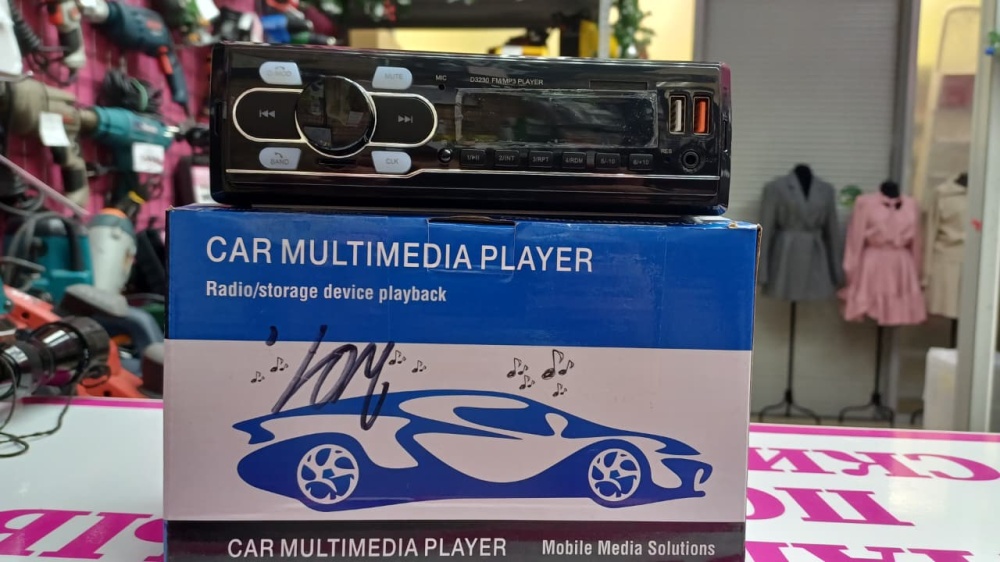 MUTE
MIC
D3230 FM/MP3 PLAYER
BAND
CLK
1/▶II
2/INT
3/RPT
4/RDM
5/-10
6/+10
RES
CAR MULTIMEDIA PLAYER
Radio/storage device playback
CAR MULTIMEDIA PLAYER
Mobile Media Solutions